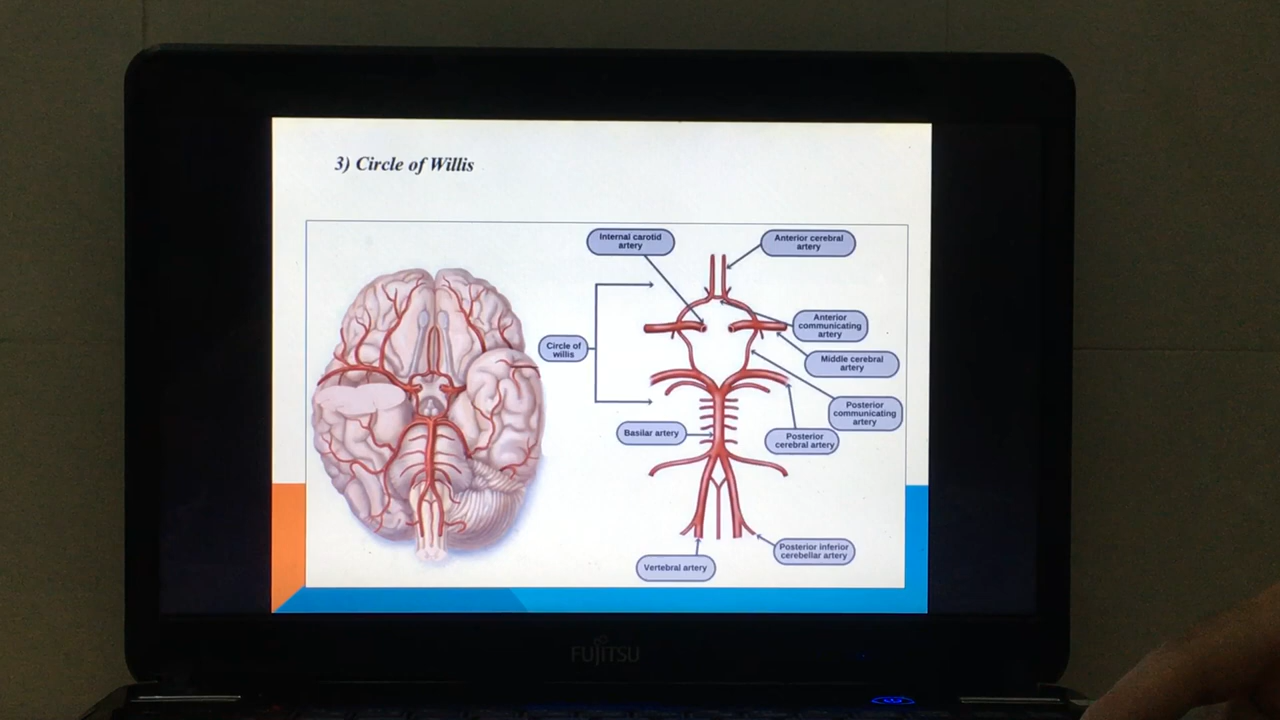 3) Circle of Willis
Internal carotid
artery
Anterior cerebral
artery
Anterior
communicating
artery
Circle of
willis
Middle cerebral
artery
Posterior
communicating
artery
Basilar artery
Posterior
cerebral artery
Posterior inferior
cerebellar artery
Vertebral artery
FUJITSU